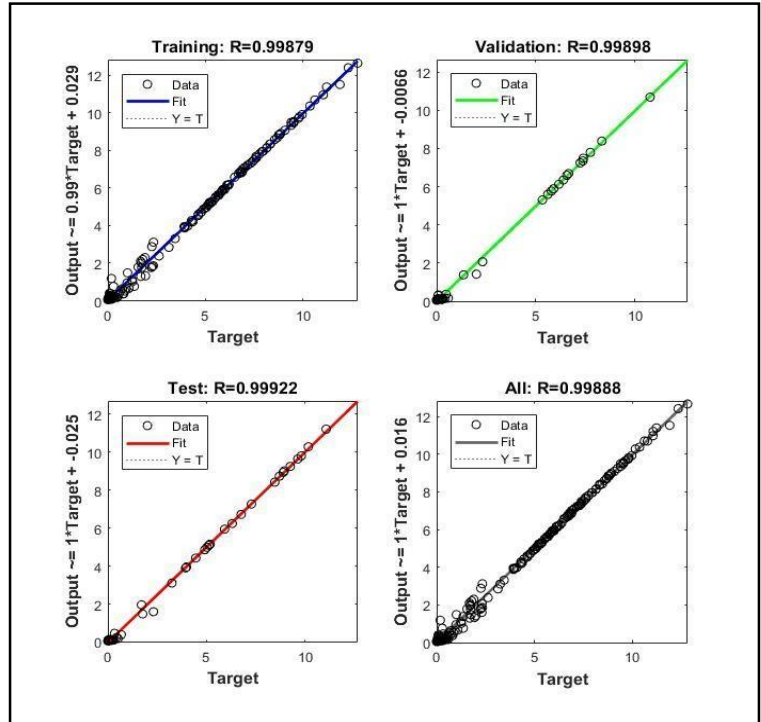 Training: R=0.99879
Output ~= 0.99*Target + 0.029
12
10
8
6
4
2
0
Data
Fit
Y = T
0
5
10
Target
Validation: R=0.99898
Output ~= 1*Target + -0.0066
12
10
8
6
4
2
0
Data
Fit
Y = T
0
5
10
Target
Test: R=0.99922
Output ~= 1*Target + -0.025
12
10
8
6
4
2
0
Data
Fit
Y = T
0
5
10
Target
All: R=0.99888
Output ~= 1*Target + 0.016
12
10
8
6
4
2
0
Data
Fit
Y = T
0
5
10
Target